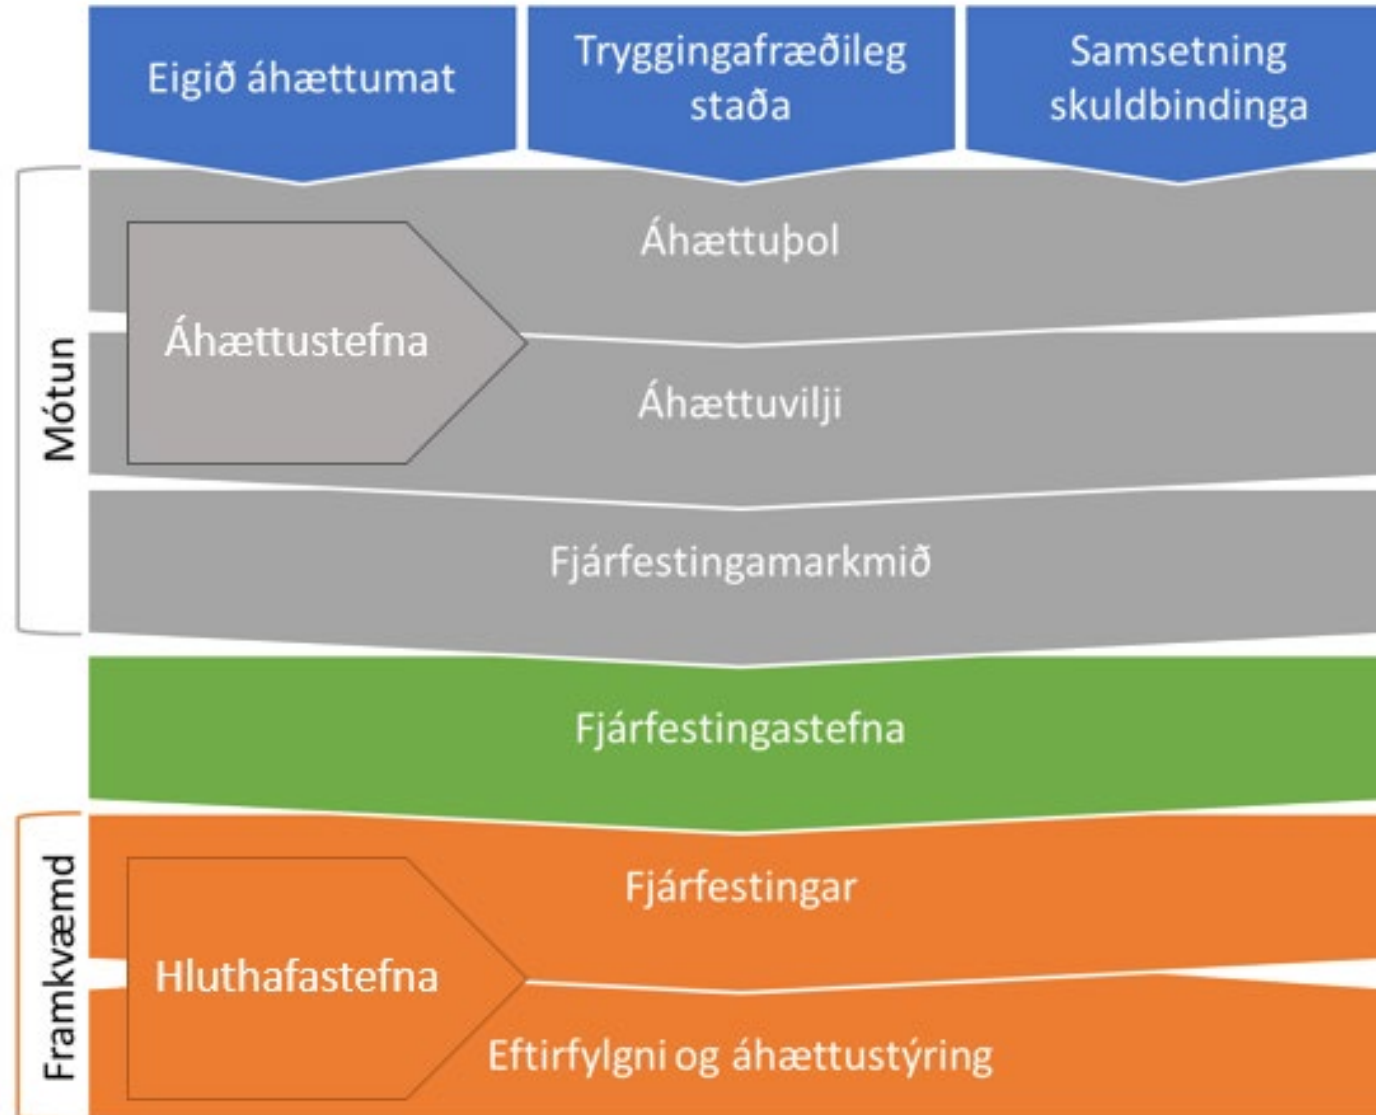 Eigið áhættumat
Tryggingafræðileg
staða
Samsetning
skuldbindinga
Mótun
Áhættuþol
Áhættustefna
Áhættuvilji
Fjárfestingamarkmið
Fjárfestingastefna
Framkvæmd
Fjárfestingar
Hluthafastefna
Eftirfylgni og áhættustýring